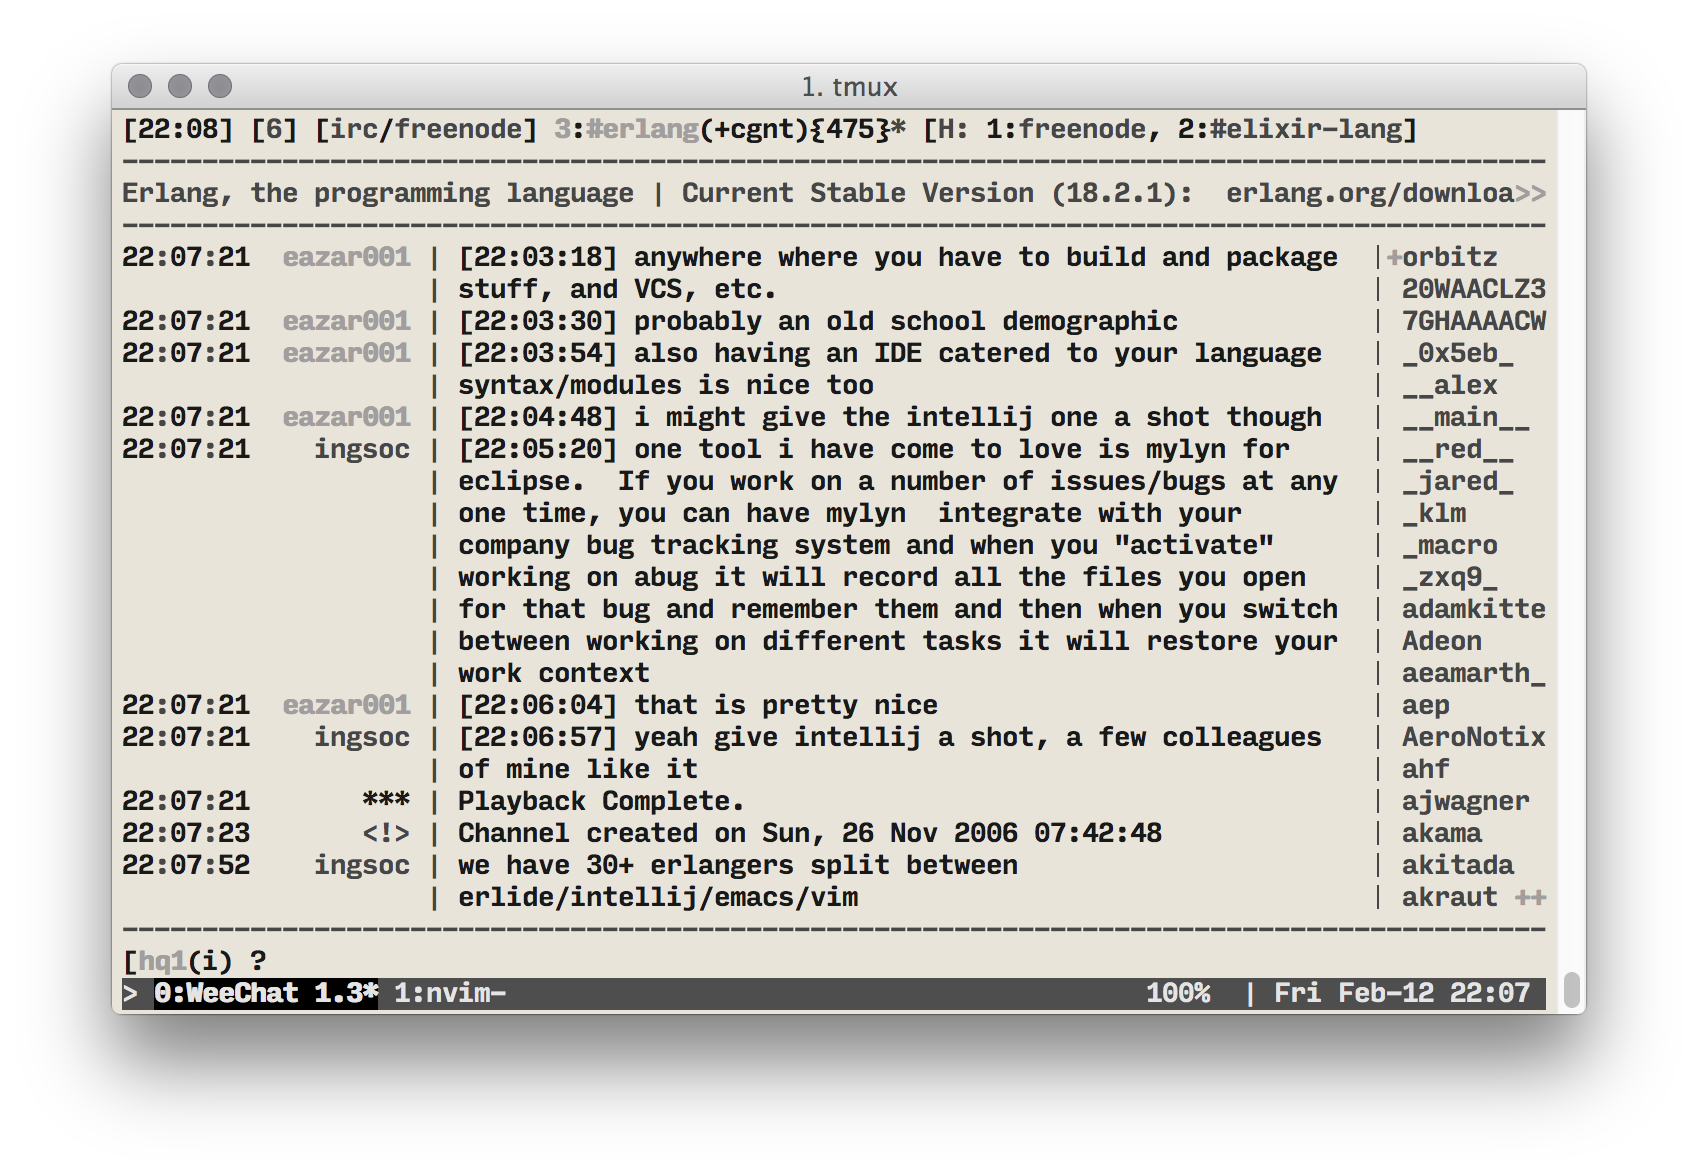 1. tmux
[22:08] [6] [irc/freenode] 3:#erlang(+cgnt){475}* [H: 1:freenode, 2:#elixir-lang]
Erlang, the programming language | Current Stable Version (18.2.1):  erlang.org/downloa>>
22:07:21  eazar001 | [22:03:18] anywhere where you have to build and package  |+orbitz
| stuff, and VCS, etc. | 20WAACLZ3
22:07:21  eazar001 | [22:03:30] probably an old school demographic | 7GHAAAACW
22:07:21  eazar001 | [22:03:54] also having an IDE catered to your language | _0x5eb_
| syntax/modules is nice too | __alex
22:07:21  eazar001 | [22:04:48] i might give the intellij one a shot though | __main__
22:07:21  ingsoc | [22:05:20] one tool i have come to love is mylyn for | __red__
| eclipse.  If you work on a number of issues/bugs at any | _jared_
| one time, you can have mylyn  integrate with your | _klm
| company bug tracking system and when you "activate" | _macro
| working on abug it will record all the files you open | _zxq9_
| for that bug and remember them and then when you switch | adamkitte
| between working on different tasks it will restore your | Adeon
| work context | aeamarth_
22:07:21  eazar001 | [22:06:04] that is pretty nice | aep
22:07:21  ingsoc | [22:06:57] yeah give intellij a shot, a few colleagues | AeroNotix
| of mine like it | ahf
22:07:21  *** | Playback Complete. | ajwagner
22:07:23  <!> | Channel created on Sun, 26 Nov 2006 07:42:48 | akama
22:07:52  ingsoc | we have 30+ erlangers split between | akitada
| erlide/intellij/emacs/vim | akraut ++
[hq1(i) ?
> 0:WeeChat 1.3* 1:nvim- 100%  | Fri Feb-12 22:07